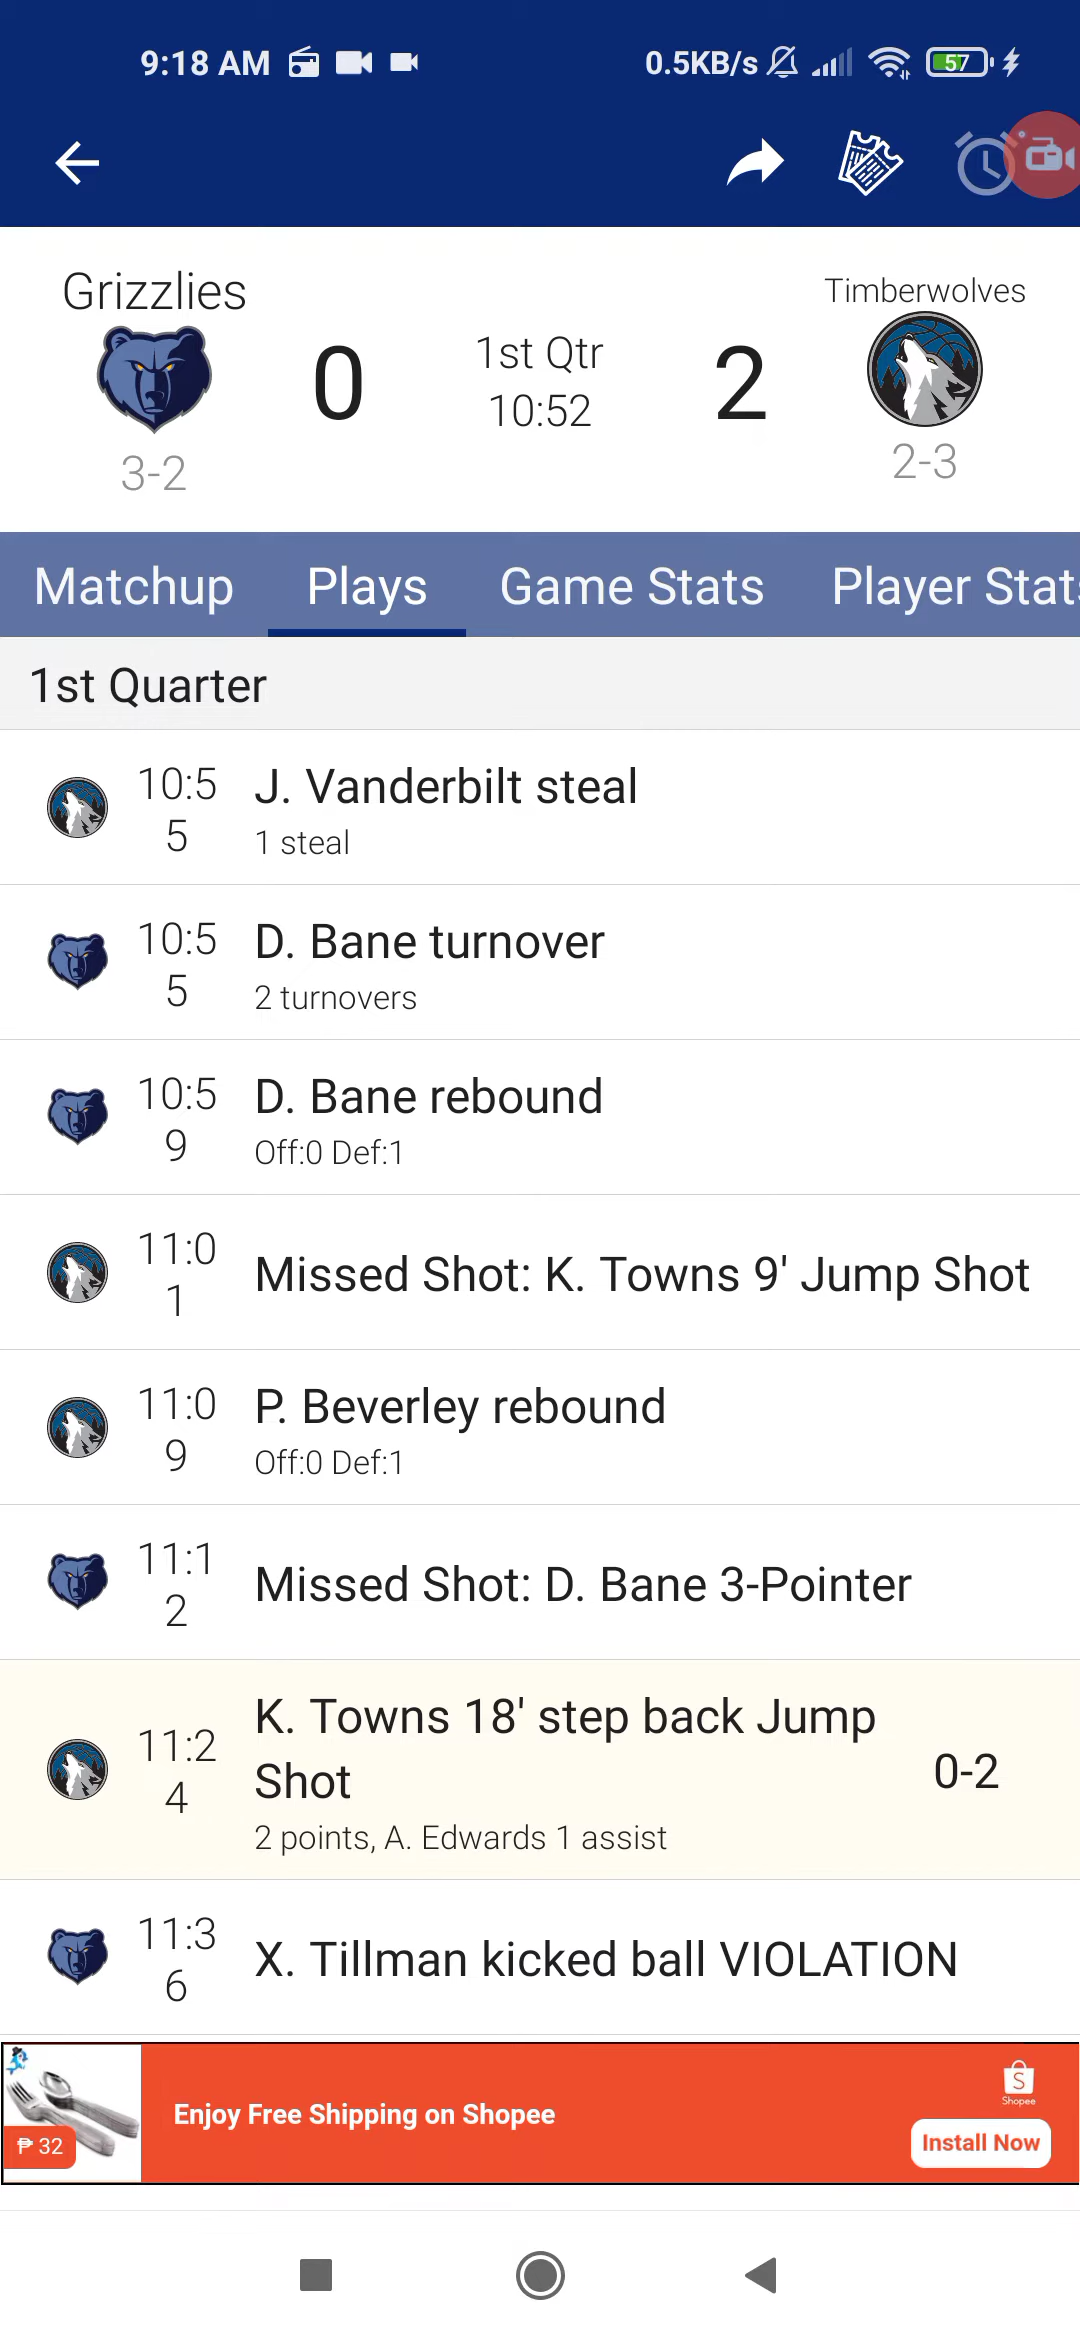 9:18 AM
0.5KB/s
57
Grizzlies
Timberwolves
0
1st Qtr
10:52
2
3-2
2-3
Matchup
Plays
Game Stats
Player Stats
1st Quarter
10:5
5
J. Vanderbilt steal
1 steal
10:5
5
D. Bane turnover
2 turnovers
10:5
9
D. Bane rebound
Off:0 Def:1
11:0
1
Missed Shot: K. Towns 9' Jump Shot
11:0
9
P. Beverley rebound
Off:0 Def:1
11:1
2
Missed Shot: D. Bane 3-Pointer
11:2
4
K. Towns 18' step back Jump
Shot
2 points, A. Edwards 1 assist
0-2
11:3
6
X. Tillman kicked ball VIOLATION
₱ 32
Enjoy Free Shipping on Shopee
S
Shopee
Install Now